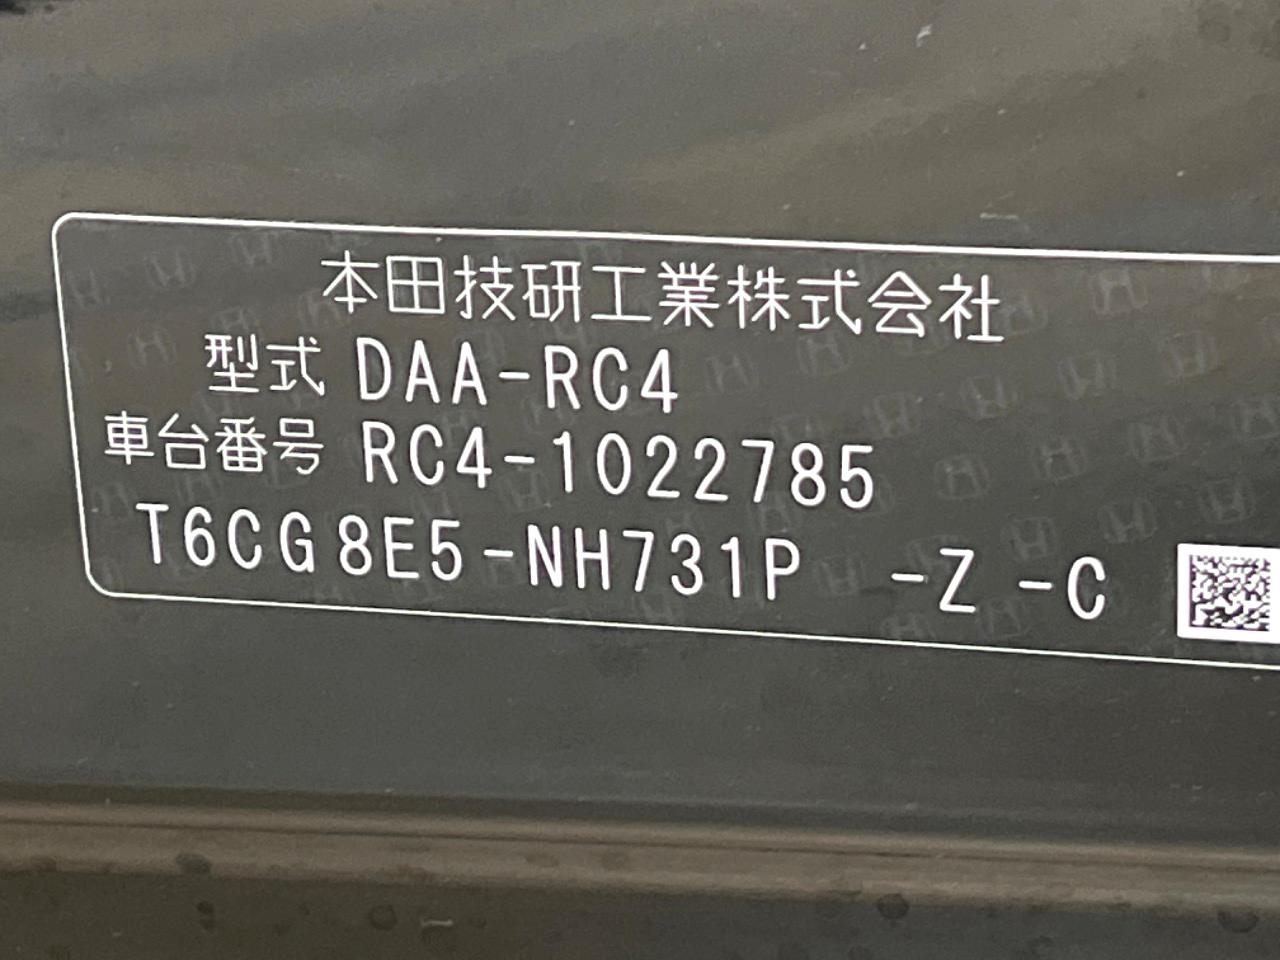 本田技研工業株式会社
型式 DAA-RC4
車台番号 RC4-1022785
T6CG8E5-NH731P -Z -C